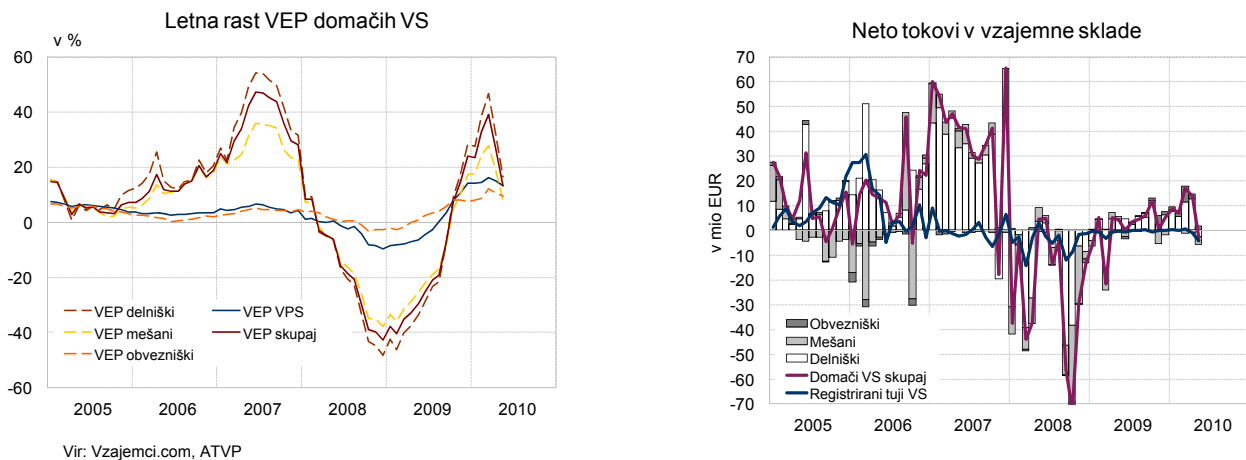 Letna rast VEP domačih VS
v %
60
40
20
0
-20
-40
-60
VEP delniški
VEP VPS
VEP mešani
VEP skupaj
VEP obvezniški
2005 2006 2007 2008 2009 2010
Vir: Vzajemci.com, ATVP
Neto tokovi v vzajemne sklade
v mio EUR
70
60
50
40
30
20
10
0
-10
-20
-30
-40
-50
-60
-70
Obvezniški
Mešani
Delniški
Domači VS skupaj
Registrirani tuji VS
2005 2006 2007 2008 2009 2010